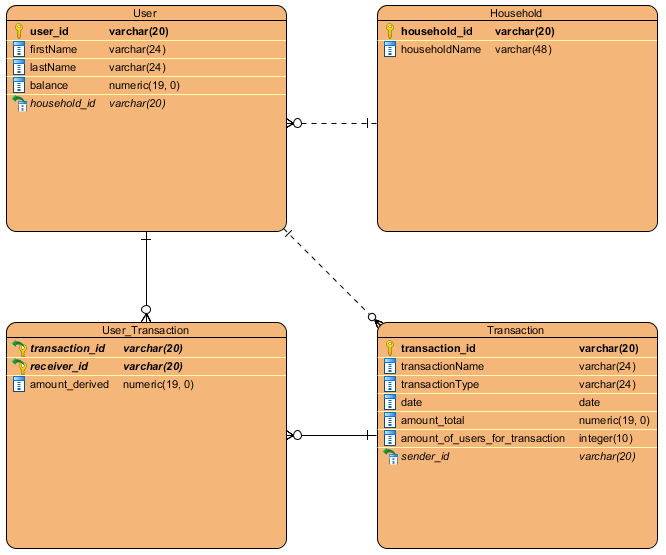 User
user_id varchar(20)
firstName varchar(24)
lastName varchar(24)
balance numeric(19, 0)
household_id varchar(20)
Household
household_id varchar(20)
householdName varchar(48)
User_Transaction
transaction_id varchar(20)
receiver_id varchar(20)
amount_derived numeric(19, 0)
Transaction
transaction_id varchar(20)
transactionName varchar(24)
transactionType varchar(24)
date date
amount_total numeric(19, 0)
amount_of_users_for_transaction integer(10)
sender_id varchar(20)